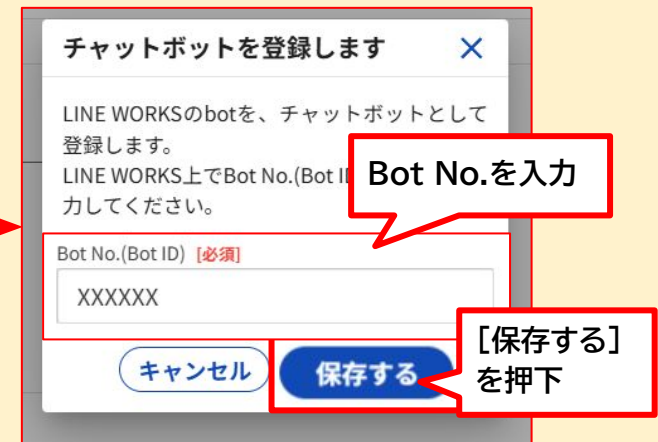 チャットボットを登録します
LINE WORKSのbotを、チャットボットとして
登録します。
LINE WORKS上でBot No.(Bot I
力してください。
Bot No.を入力
Bot No.(Bot ID) [必須]
XXXXXX
キャンセル
保存する
[保存する]
を押下